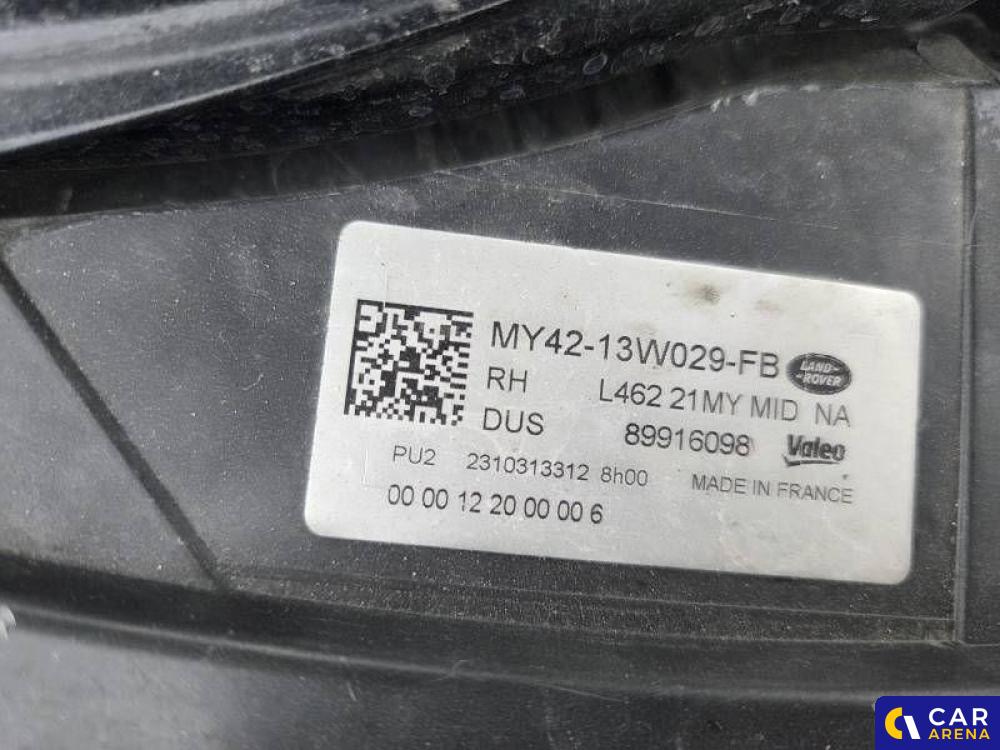 MY42-13W029-FB
LAND-
-ROVER
RH L462 21MY MID NA
DUS 89916098 Valeo
PU2 2310313312 8h00 MADE IN FRANCE
00 00 12 20 00 00 6
CAR
ARENA